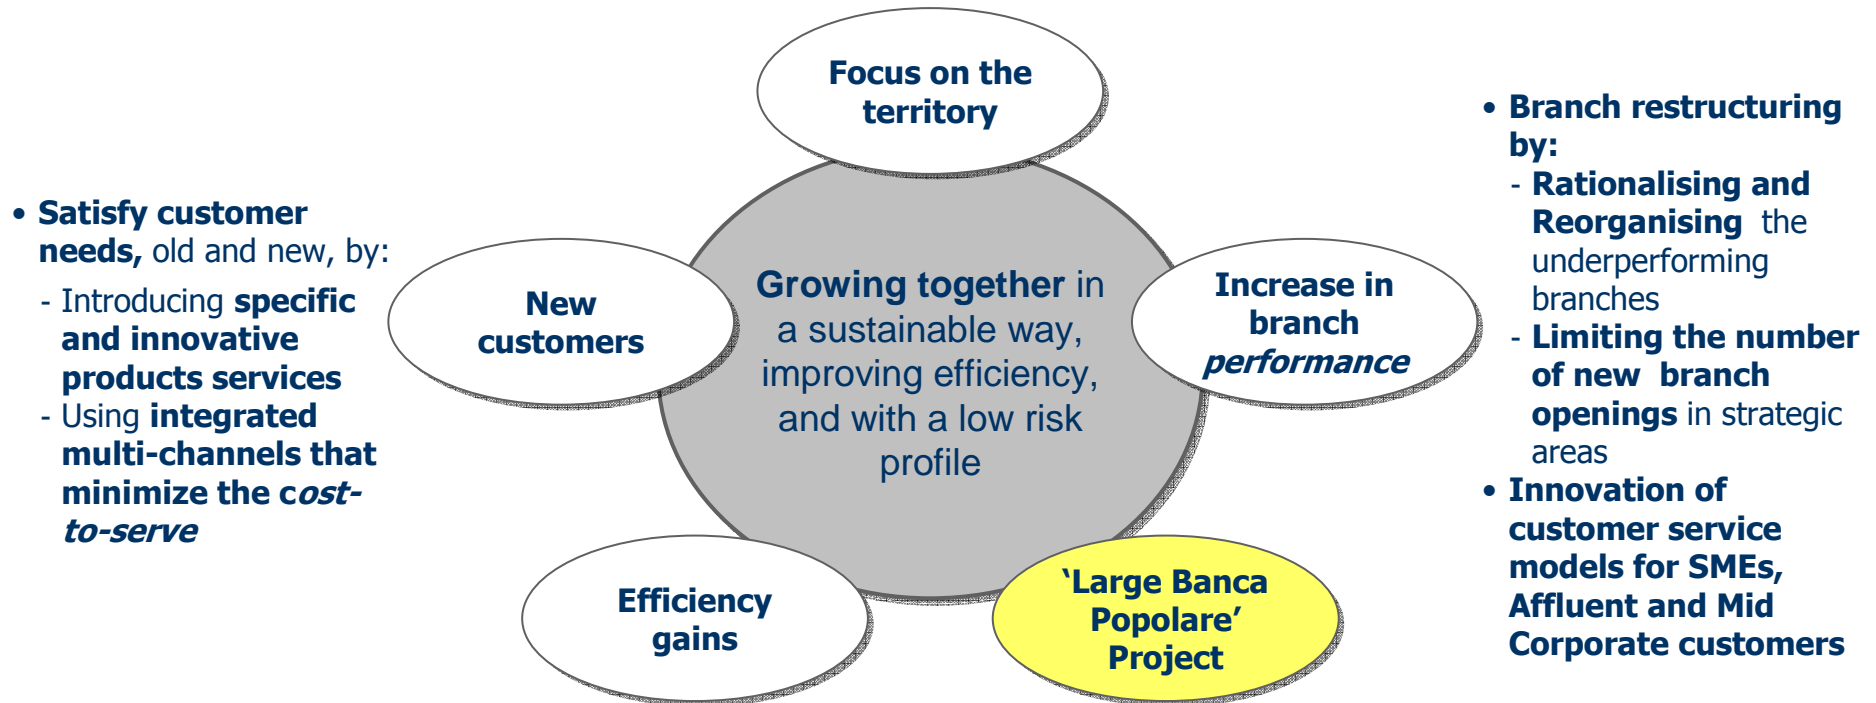 Focus on the
territory
• Satisfy customer
needs, old and new, by:
- Introducing specific
and innovative
products services
- Using integrated
multi-channels that
minimize the cost-
to-serve
New
customers
Growing together in
a sustainable way,
improving efficiency,
and with a low risk
profile
Increase in
branch
performance
Efficiency
gains
‘Large Banca
Popolare’
Project
• Branch restructuring
by:
- Rationalising and
Reorganising the
underperforming
branches
- Limiting the number
of new branch
openings in strategic
areas
• Innovation of
customer service
models for SMEs,
Affluent and Mid
Corporate customers